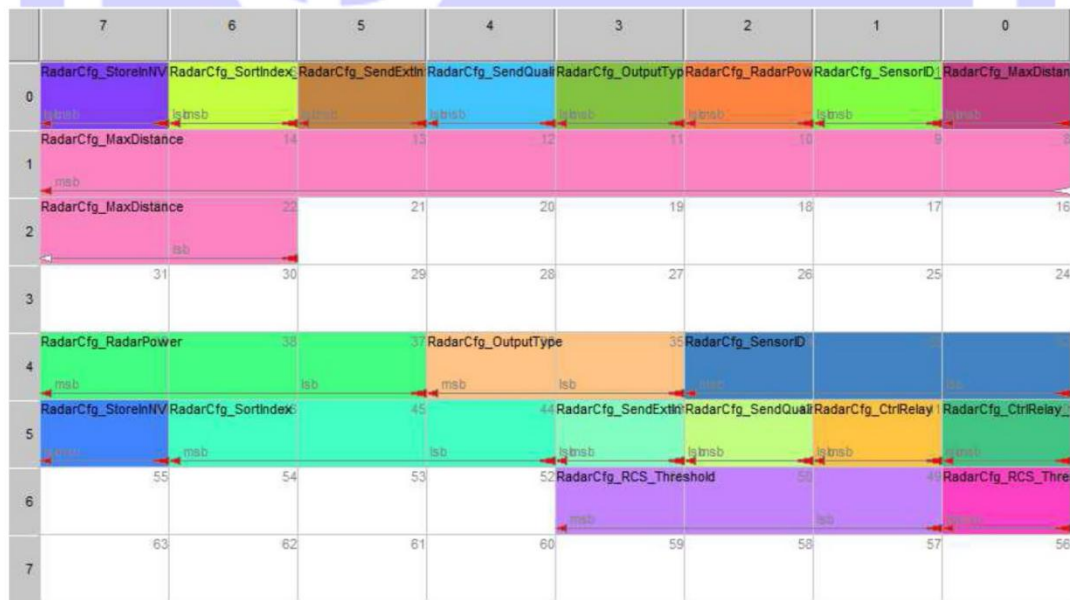 7 6 5 4 3 2 1 0
0 RadarCfg_StoreInNV RadarCfg_SortIndex_ RadarCfg_SendExtIn RadarCfg_SendQuali RadarCfg_OutputTyp RadarCfg_RadarPow RadarCfg_SensorID_ RadarCfg_MaxDistan
1 RadarCfg_MaxDistance 14 13 12 11 10 9 8
msb
2 RadarCfg_MaxDistance 22 21 20 19 18 17 16
lsb
3 31 30 29 28 27 26 25 24
4 RadarCfg_RadarPower 38 37 RadarCfg_OutputType 35 RadarCfg_SensorID
msb lsb msb lsb msb lsb
5 RadarCfg_StoreInNV RadarCfg_SortIndex 45 44 RadarCfg_SendExtIn RadarCfg_SendQuali RadarCfg_CtrlRelay RadarCfg_CtrlRelay_
msb lsb
6 55 54 53 52 RadarCfg_RCS_Threshold 50 49 RadarCfg_RCS_Thre
msb lsb
7 63 62 61 60 59 58 57 56